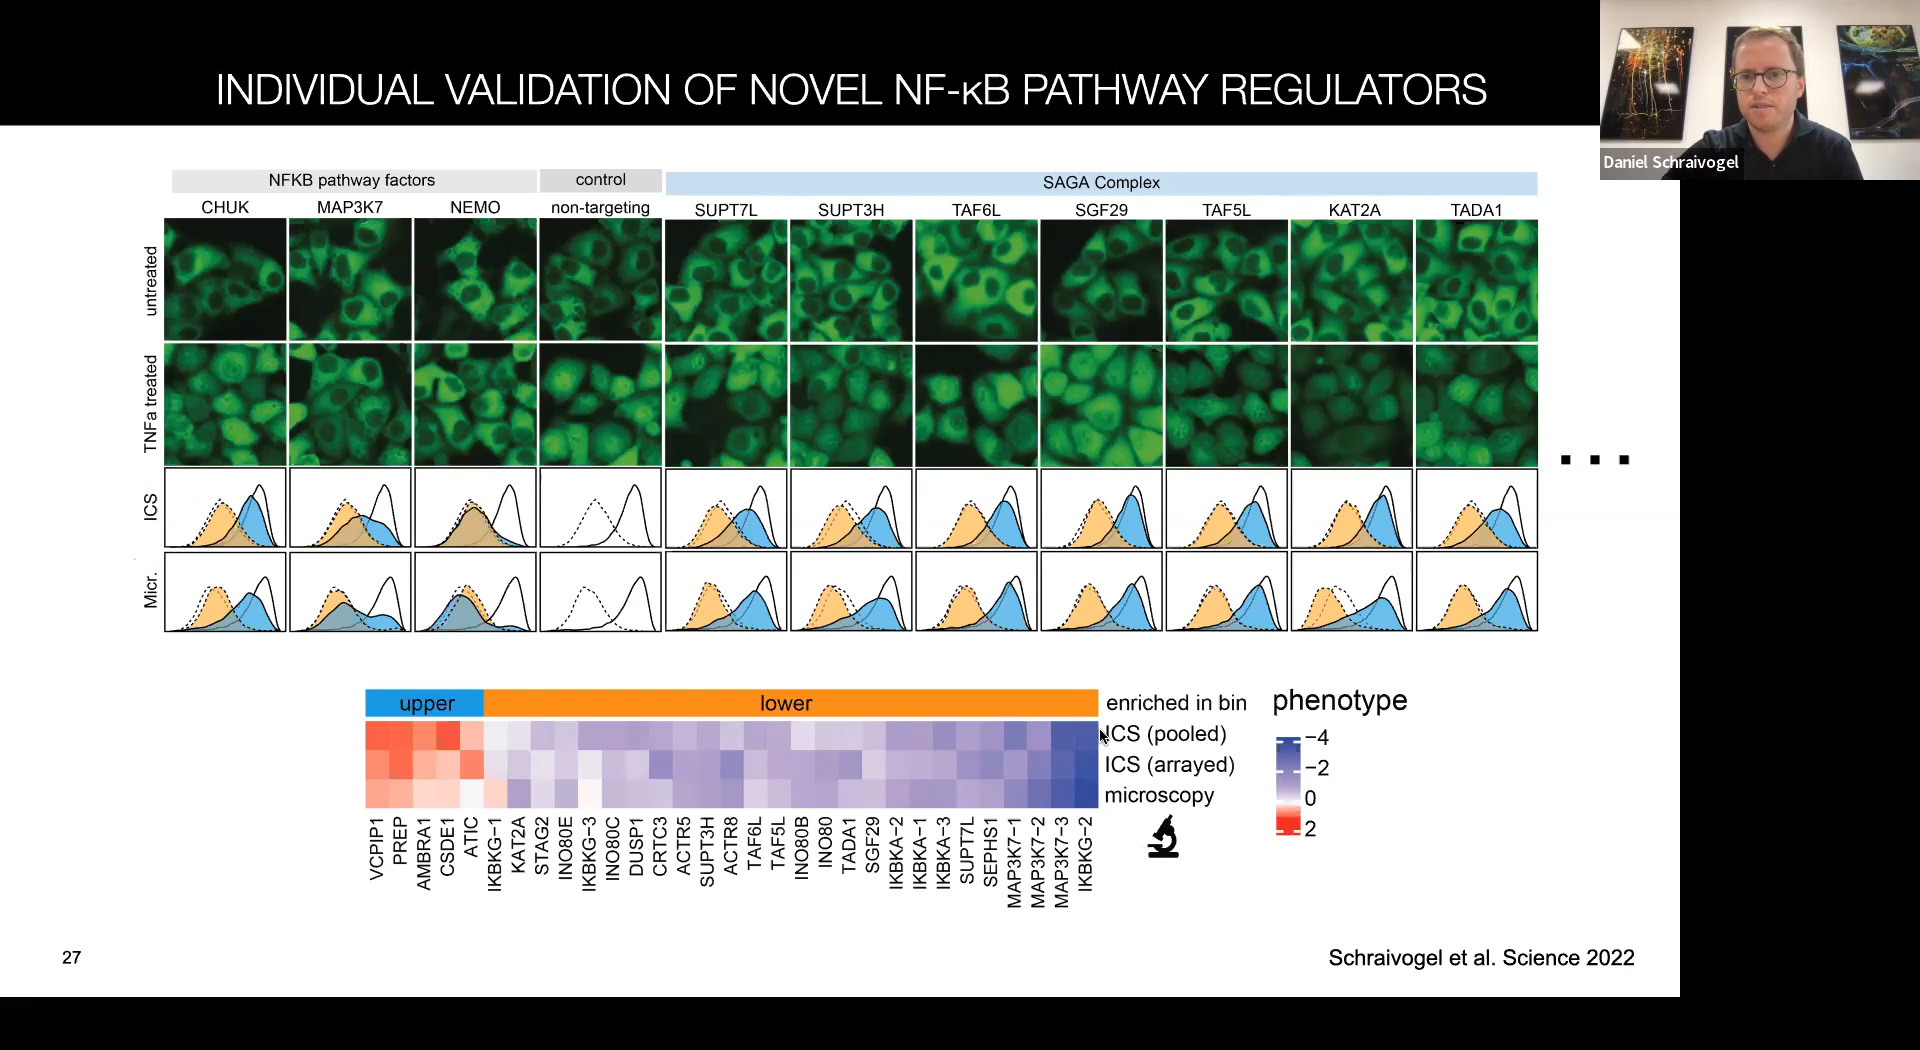 INDIVIDUAL VALIDATION OF NOVEL NF-κB PATHWAY REGULATORS
Daniel Schraivogel
NFKB pathway factors
control
SAGA Complex
CHUK MAP3K7 NEMO non-targeting SUPT7L SUPT3H TAF6L SGF29 TAF5L KAT2A TADA1
untreated
TNFa treated
ICS
Micr.
...
upper lower enriched in bin
ICS (pooled)
ICS (arrayed)
microscopy
phenotype
−4
−2
0
2
VCPIP1
PREP
AMBRA1
CSDE1
ATIC
IKBKG−1
KAT2A
STAG2
INO80E
IKBKG−3
INO80C
DUSP1
CRTC3
ACTR5
SUPT3H
ACTR8
TAF6L
TAF5L
INO80B
INO80
TADA1
SGF29
IKBKA−2
IKBKA−1
IKBKA−3
SUPT7L
SEPHS1
MAP3K7−1
MAP3K7−2
MAP3K7−3
IKBKG−2
27
Schraivogel et al. Science 2022